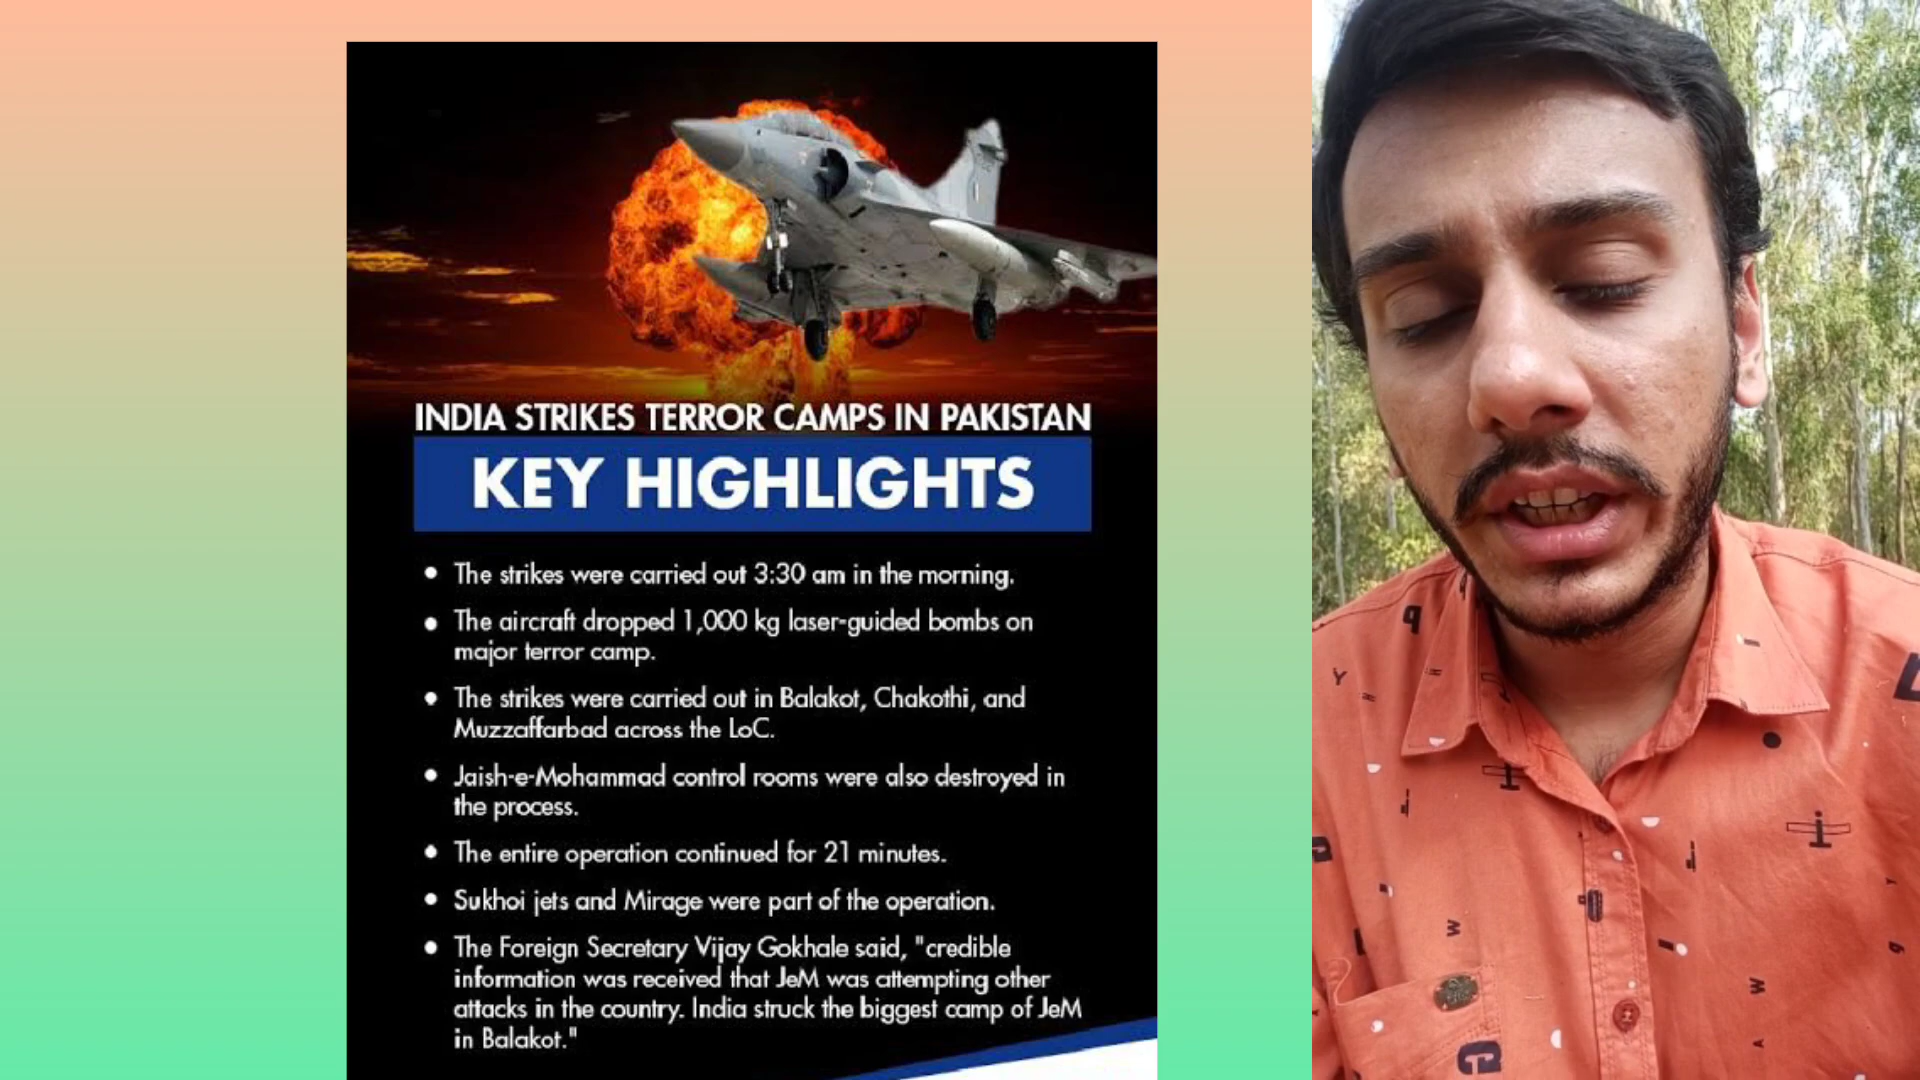 INDIA STRIKES TERROR CAMPS IN PAKISTAN
KEY HIGHLIGHTS
• The strikes were carried out 3:30 am in the morning.
• The aircraft dropped 1,000 kg laser-guided bombs on
major terror camp.
• The strikes were carried out in Balakot, Chakothi, and
Muzzaffarbad across the LoC.
• Jaish-e-Mohammad control rooms were also destroyed in
the process.
• The entire operation continued for 21 minutes.
• Sukhoi jets and Mirage were part of the operation.
• The Foreign Secretary Vijay Gokhale said, "credible
information was received that JeM was attempting other
attacks in the country. India struck the biggest camp of JeM
in Balakot."